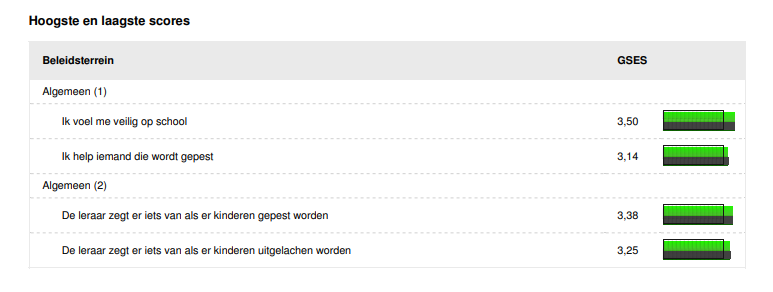 Hoogste en laagste scores
Beleidsterrein GSES
Algemeen (1)
Ik voel me veilig op school 3,50
Ik help iemand die wordt gepest 3,14
Algemeen (2)
De leraar zegt er iets van als er kinderen gepest worden 3,38
De leraar zegt er iets van als er kinderen uitgelachen worden 3,25